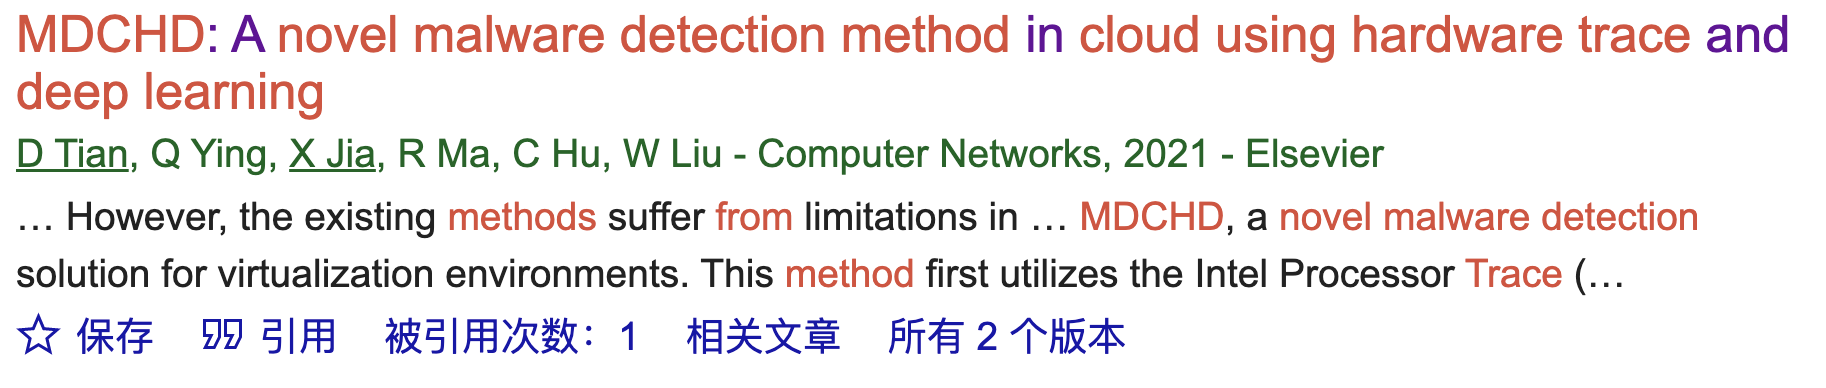 MDCHD: A novel malware detection method in cloud using hardware trace and
deep learning
D Tian, Q Ying, X Jia, R Ma, C Hu, W Liu - Computer Networks, 2021 - Elsevier
… However, the existing methods suffer from limitations in … MDCHD, a novel malware detection
solution for virtualization environments. This method first utilizes the Intel Processor Trace (…
保存 引用 被引用次数：1 相关文章 所有 2 个版本